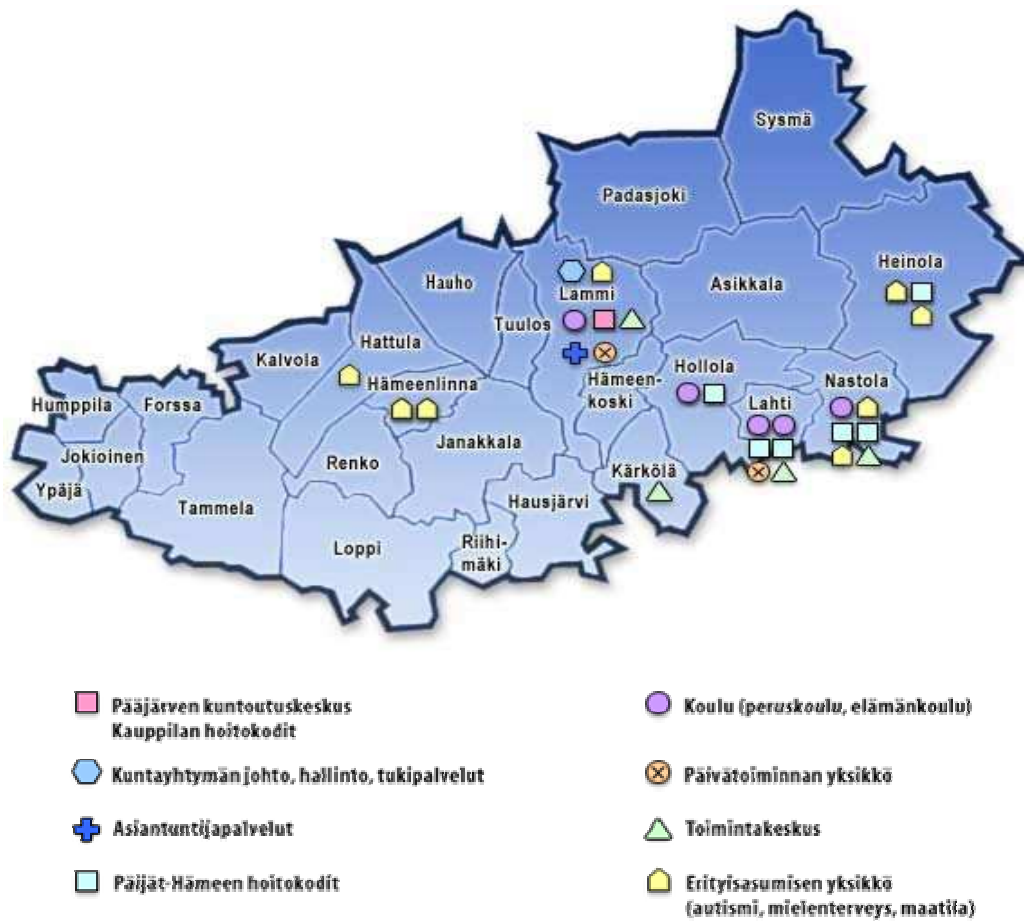 Sysmä
Padasjoki
Heinola
Hauho
Lammi
Asikkala
Tuulos
Hattula
Kalvola
Hollola
Hämeenlinna
Hämeen-
koski
Nastola
Humppila
Forssa
Lahti
Janakkala
Jokioinen
Renko
Kärkölä
Ypäjä
Tammela
Hausjärvi
Loppi
Riihi-
mäki
Pääjärven kuntoutuskeskus
Kauppilan hoitokodit
Kuntayhtymän johto, hallinto, tukipalvelut
Asiantuntijapalvelut
Päijät-Hämeen hoitokodit
Koulu (peruskoulu, elämänkoulu)
Päivätoiminnan yksikkö
Toimintakeskus
Erityisasumisen yksikkö
(autismi, mielenterveys, maatila)